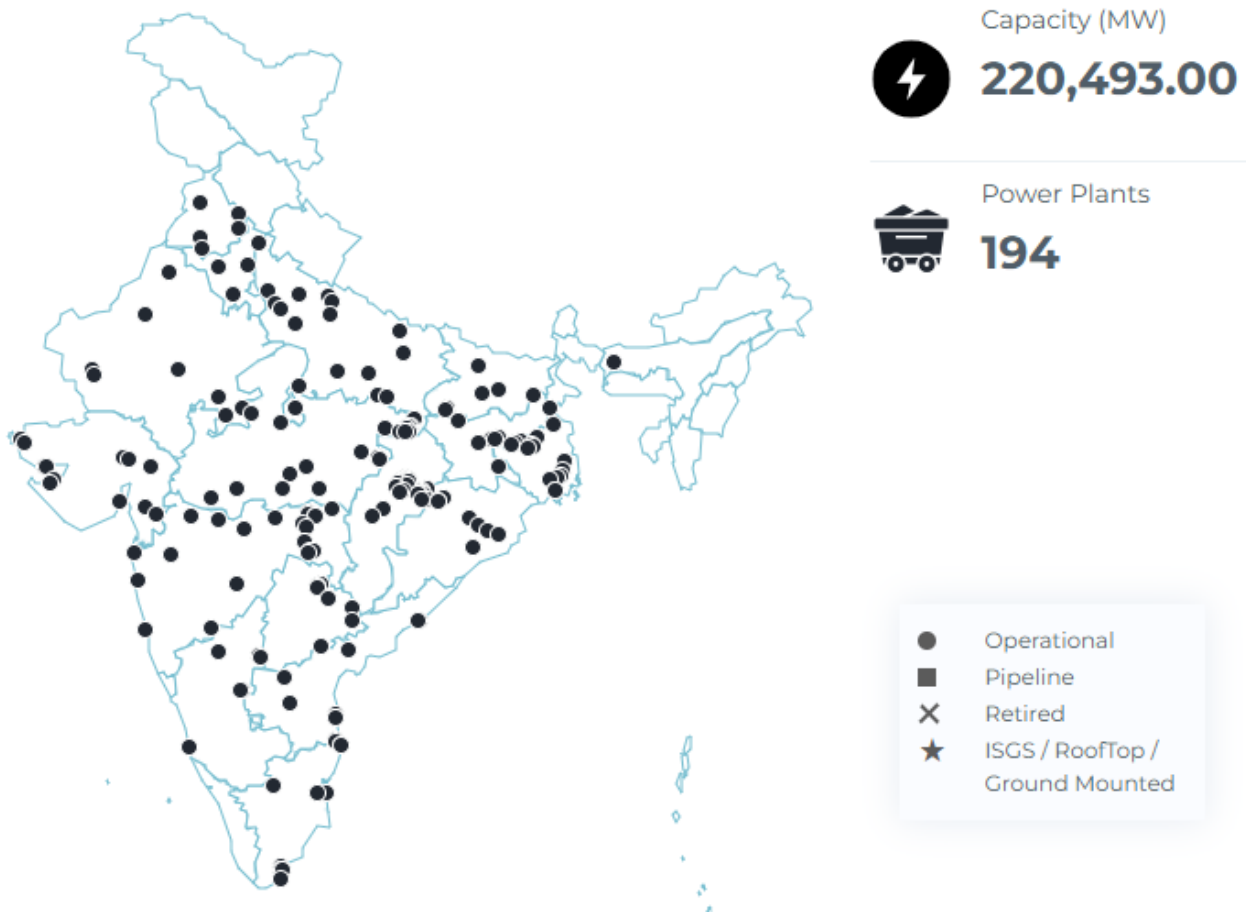 Capacity (MW)
220,493.00
Power Plants
194
Operational
Pipeline
Retired
ISGS / RoofTop /
Ground Mounted